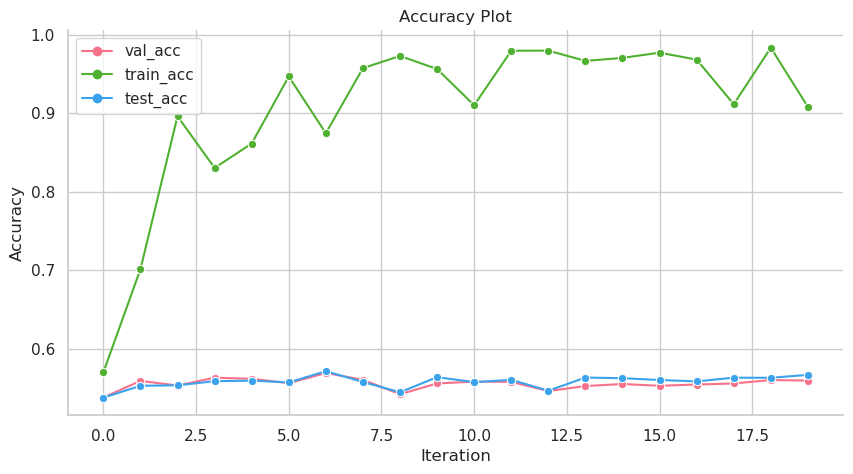 Accuracy Plot
val_acc
train_acc
test_acc
1.0
0.9
0.8
0.7
0.6
Accuracy
0.0 2.5 5.0 7.5 10.0 12.5 15.0 17.5
Iteration